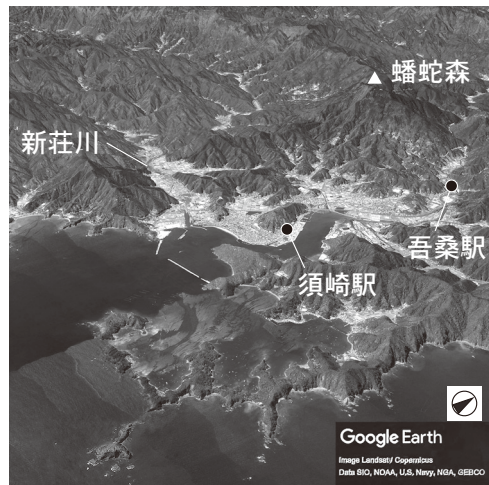 蟠蛇森
新荘川
吾桑駅
須崎駅
Google Earth
Image Landsat/ Copernicus
Data SIO, NOAA, U.S. Navy, NGA, GEBCO